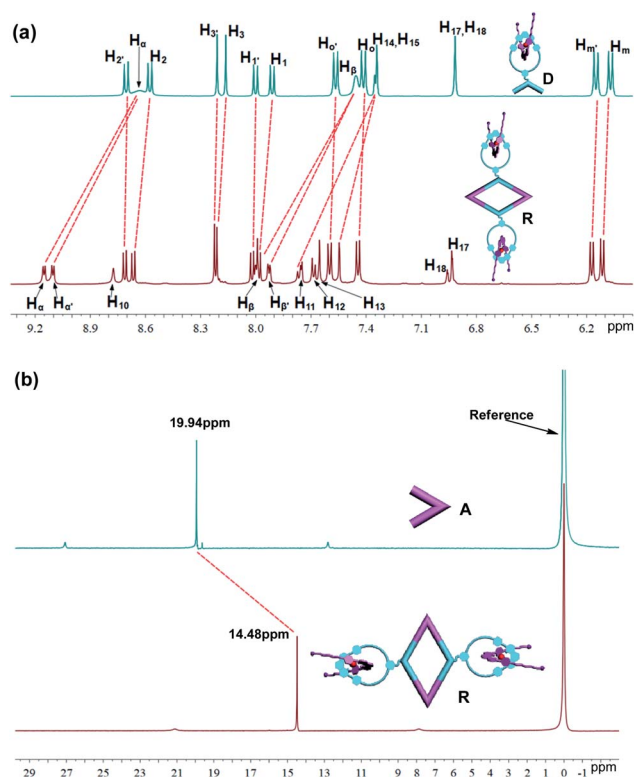 (a)
H2' Hα H2 H3' H3 H1' H1 Ho' Hβ Ho H14,H15 H17,H18 Hm' Hm
D
R
Hα Hα' H10 Hβ Hβ' H11 H12 H13 H18 H17
9.2 8.9 8.6 8.3 8.0 7.7 7.4 7.1 6.8 6.5 6.2 ppm
(b)
19.94ppm
Reference
A
14.48ppm
R
29 27 25 23 21 19 17 15 13 11 9 8 7 6 5 4 3 2 1 0 -1 ppm